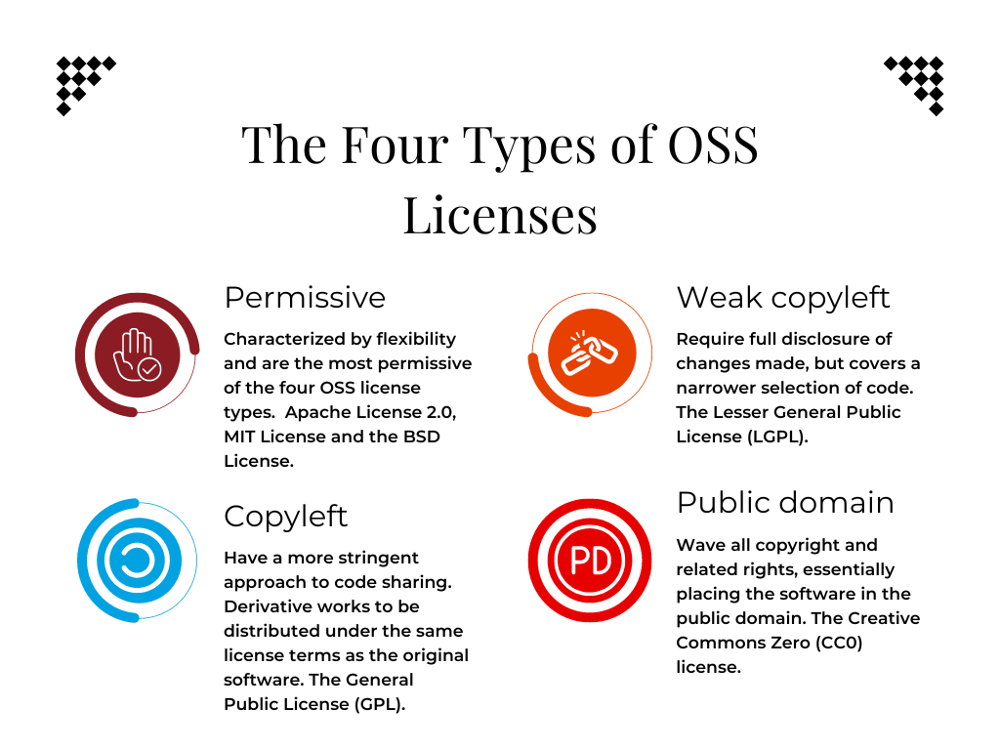 The Four Types of OSS
Licenses
Permissive
Characterized by flexibility
and are the most permissive
of the four OSS license
types.  Apache License 2.0,
MIT License and the BSD
License.
Weak copyleft
Require full disclosure of
changes made, but covers a
narrower selection of code.
The Lesser General Public
License (LGPL).
Copyleft
Have a more stringent
approach to code sharing.
Derivative works to be
distributed under the same
license terms as the original
software. The General
Public License (GPL).
PD
Public domain
Wave all copyright and
related rights, essentially
placing the software in the
public domain. The Creative
Commons Zero (CC0)
license.